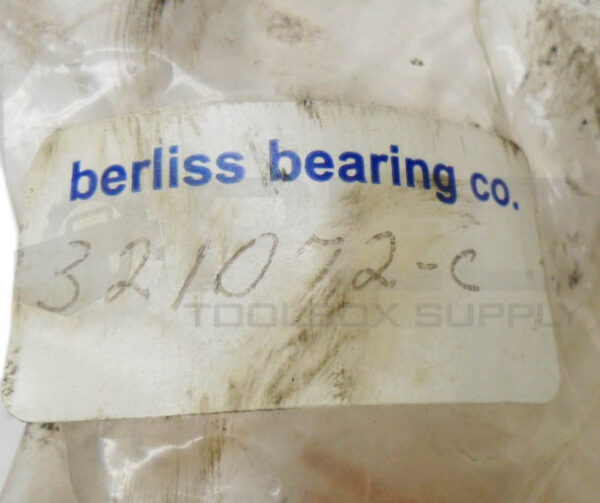 berliss bearing co.
321072-C
TOOLBOX SUPPLY